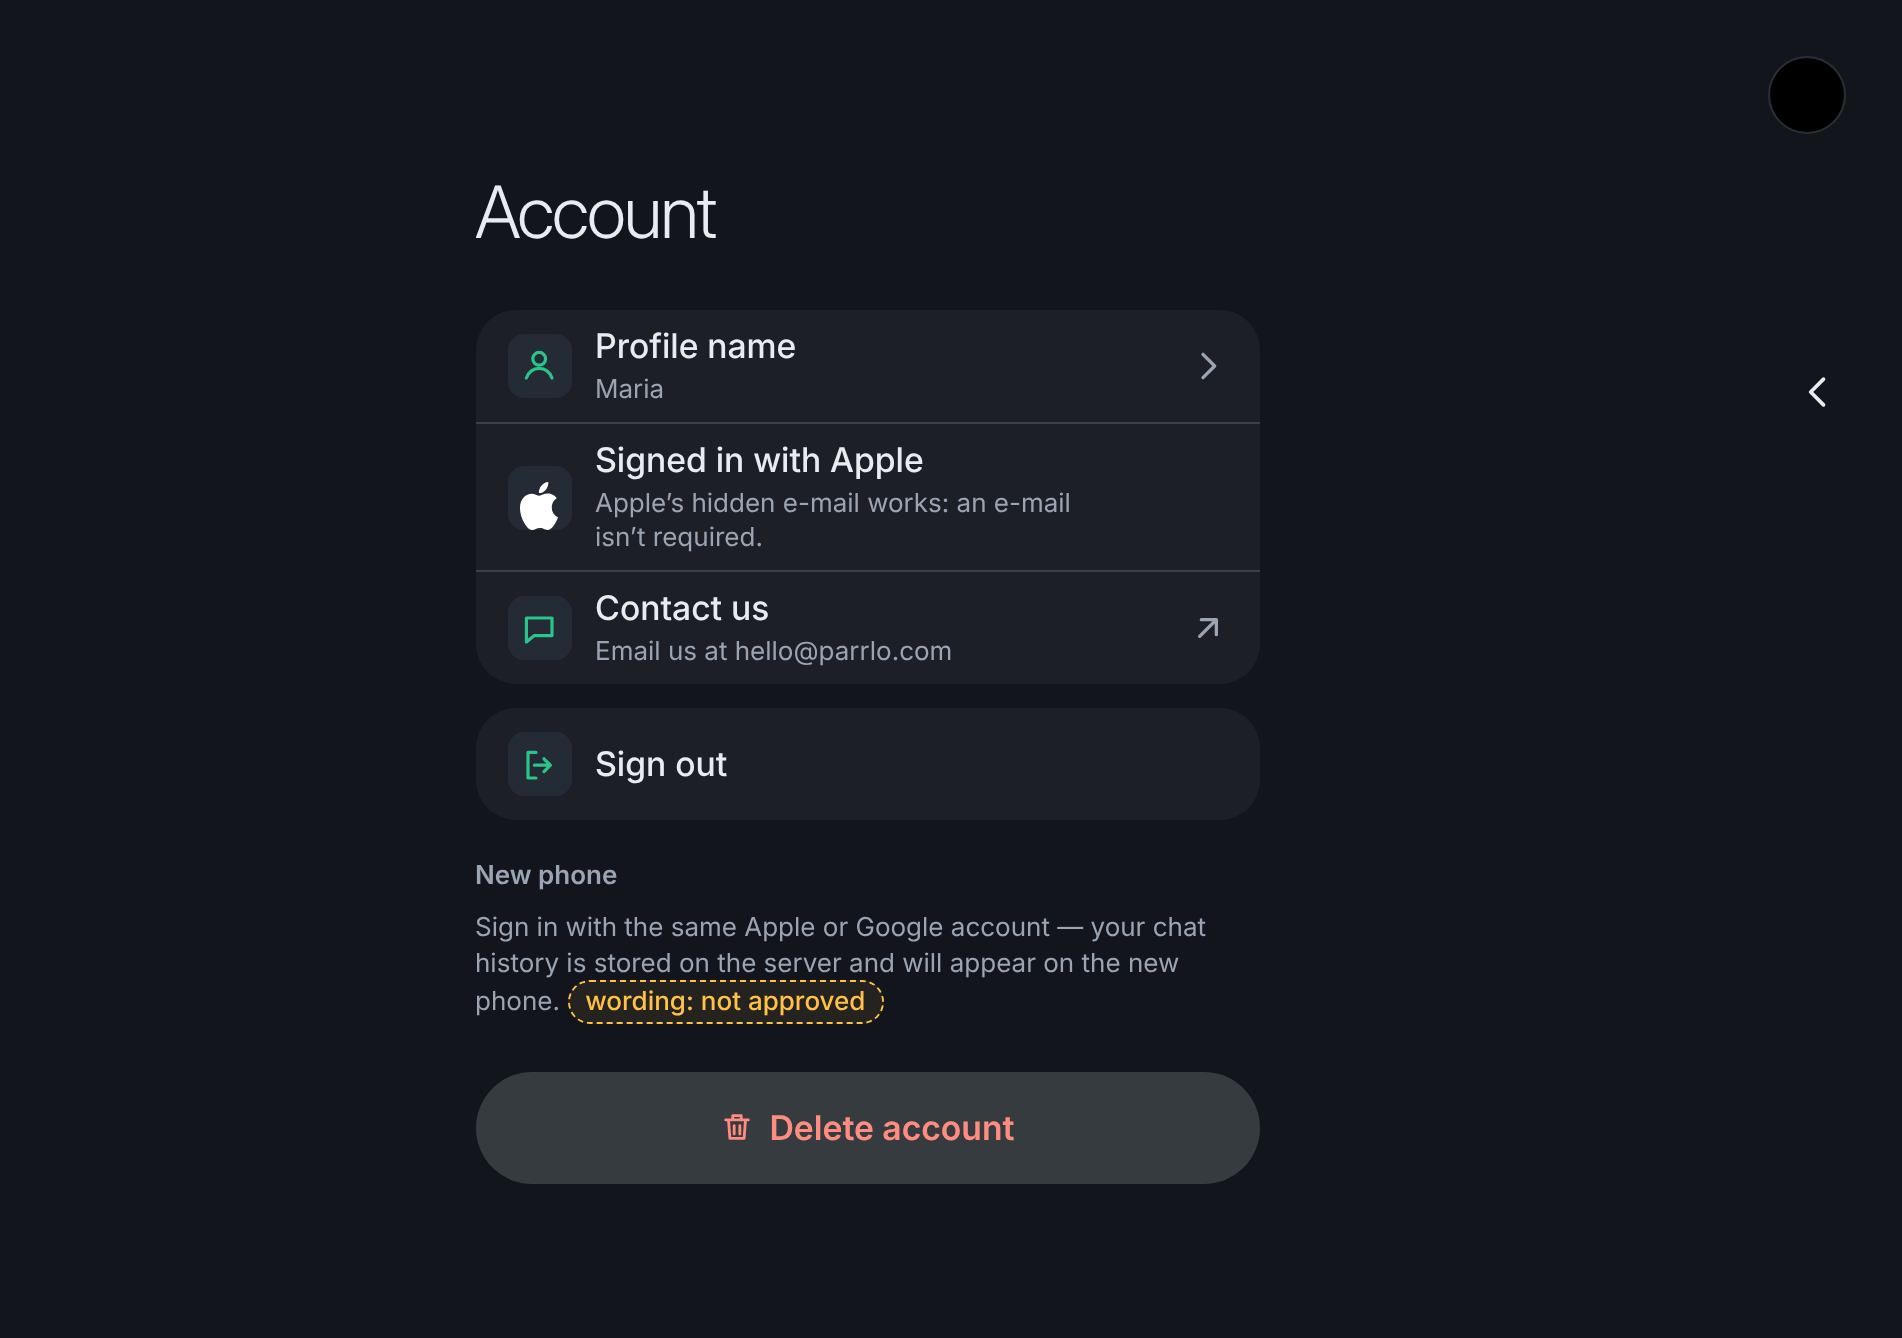 Account
Profile name
Maria
Signed in with Apple
Apple’s hidden e-mail works: an e-mail
isn’t required.
Contact us
Email us at hello@parrlo.com
Sign out
New phone
Sign in with the same Apple or Google account — your chat
history is stored on the server and will appear on the new
phone. wording: not approved
Delete account